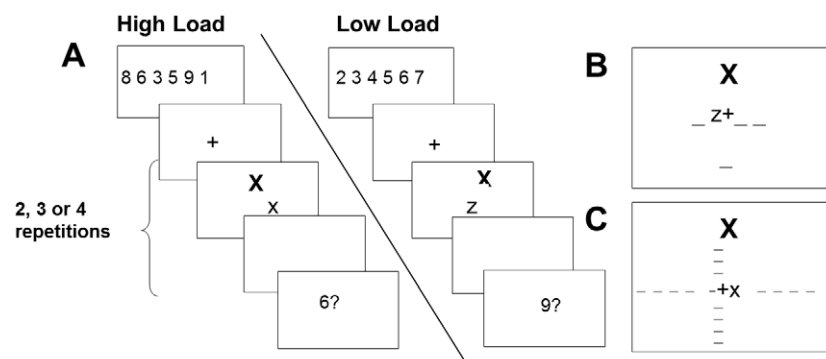 High Load
Low Load
A
8 6 3 5 9 1
+
X
x
2, 3 or 4
repetitions
6?
2 3 4 5 6 7
+
X
z
9?
B
X
_ z+ _ _
_
C
X
+x